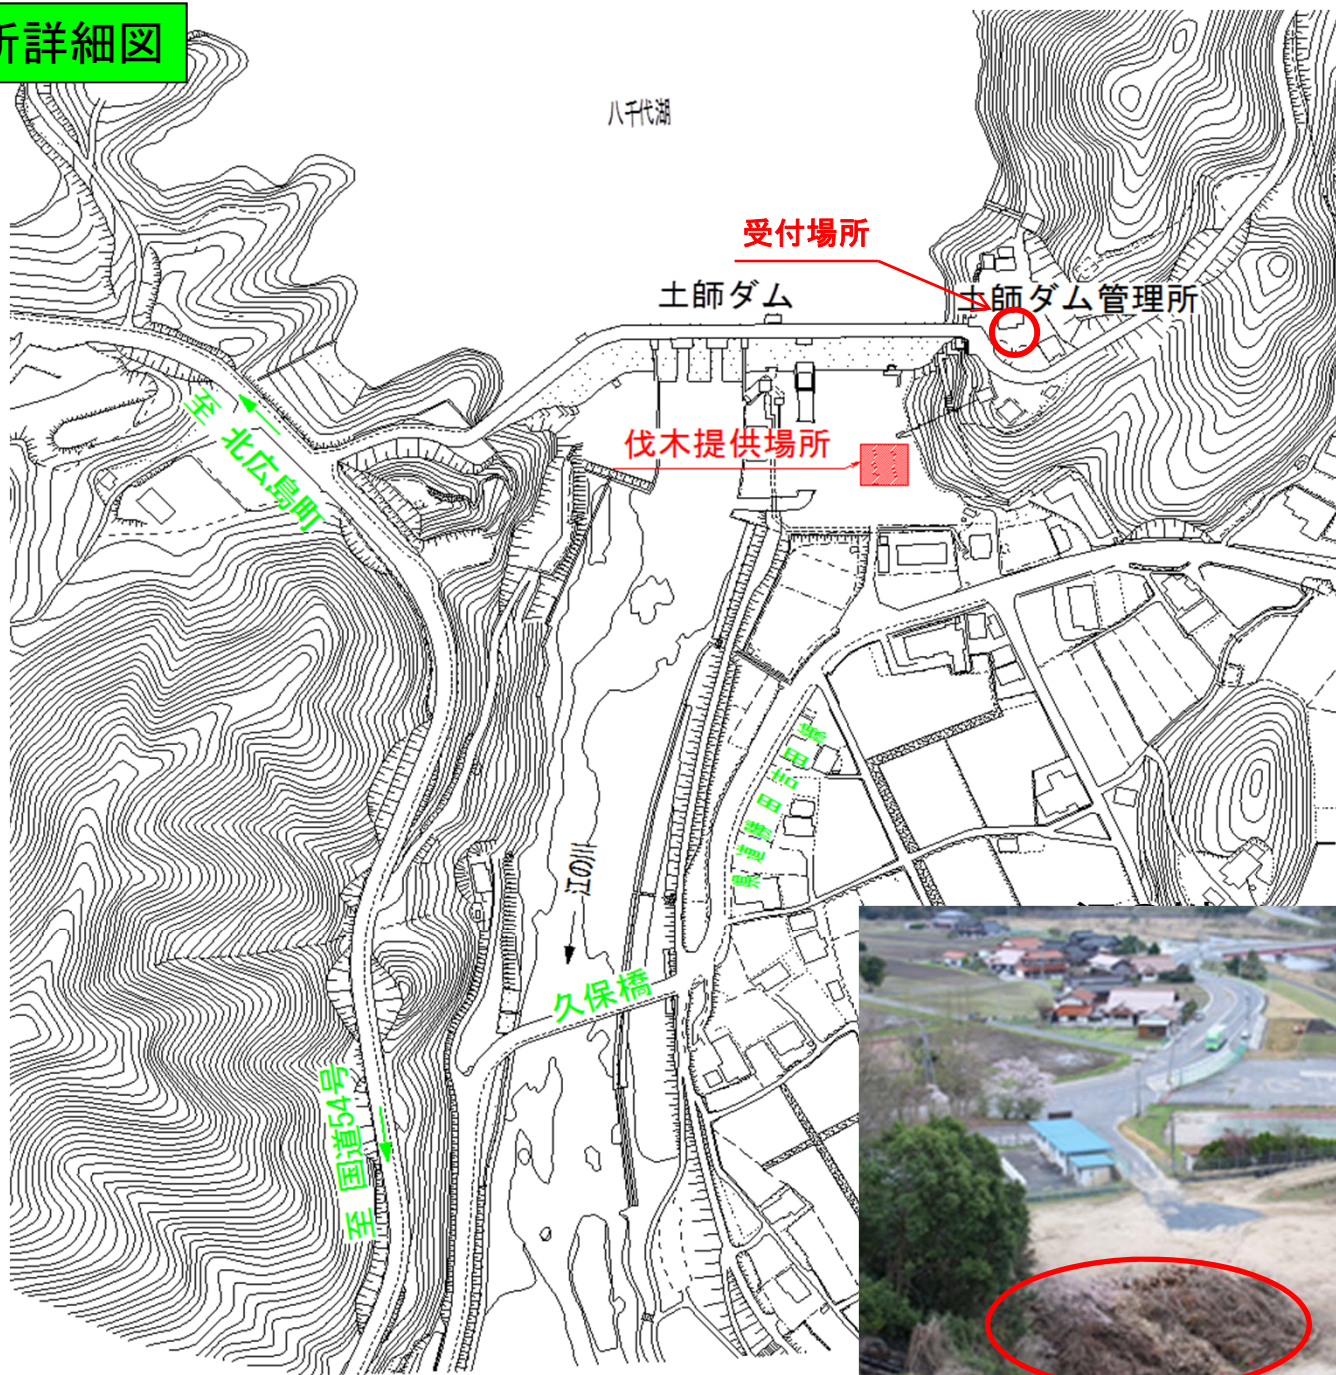 所詳細図
八千代湖
受付場所
土師ダム
土師ダム管理所
至 北広島町
伐木提供場所
県道勝田吉田線
江の川
久保橋
至 国道54号